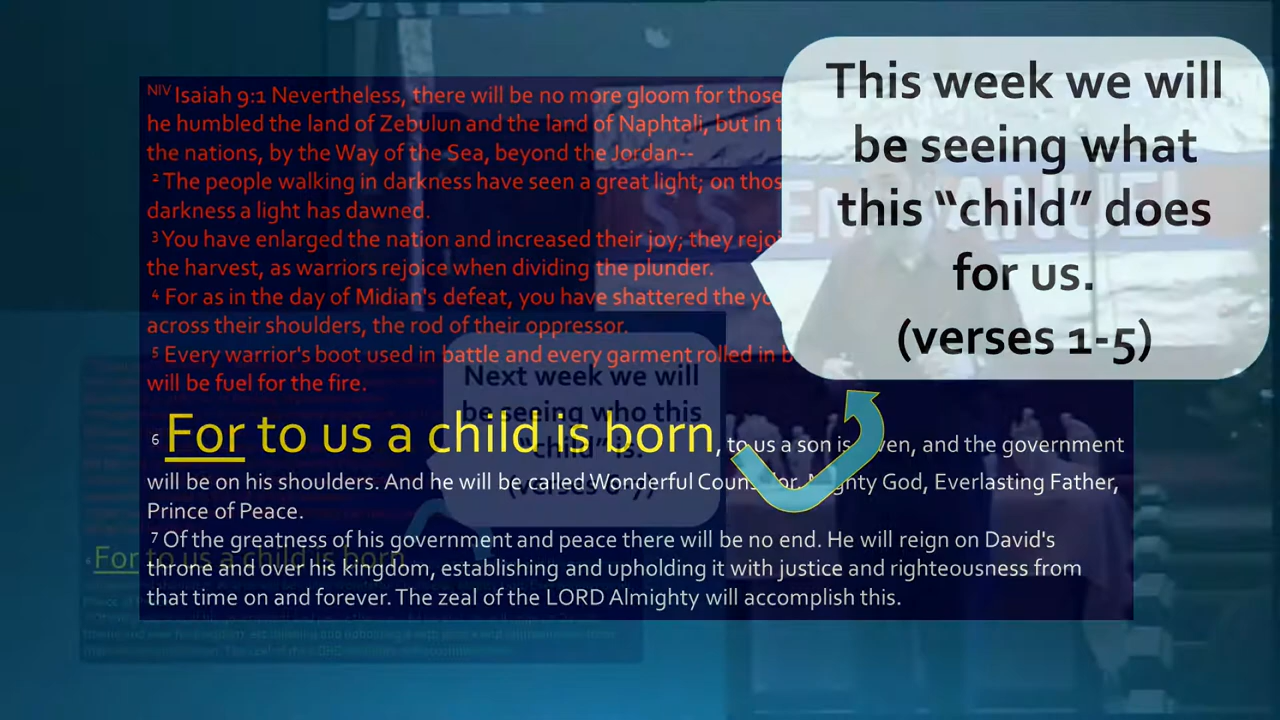 NIV Isaiah 9:1 Nevertheless, there will be no more gloom for those
he humbled the land of Zebulun and the land of Naphtali, but in
the nations, by the Way of the Sea, beyond the Jordan--
2 The people walking in darkness have seen a great light; on
darkness a light has dawned.
3 You have enlarged the nation and increased their joy; they
the harvest, as warriors rejoice when dividing the plunder.
4 For as in the day of Midian's defeat, you have shattered the
across their shoulders, the rod of their oppressor.
5 Every warrior's boot used in battle and every garment rolled in
will be fuel for the fire.
6 For to us a child is born, to us a son is given, and the government
will be on his shoulders. And he will be called Wonderful Counselor, Mighty God, Everlasting Father,
Prince of Peace.
7 Of the greatness of his government and peace there will be no end. He will reign on David's
throne and over his kingdom, establishing and upholding it with justice and righteousness from
that time on and forever. The zeal of the LORD Almighty will accomplish this.
This week we will
be seeing what
this “child” does
for us.
(verses 1-5)
Next week we will
be seeing who this
“child” is.
(verses 6-7)
For to us a child is born